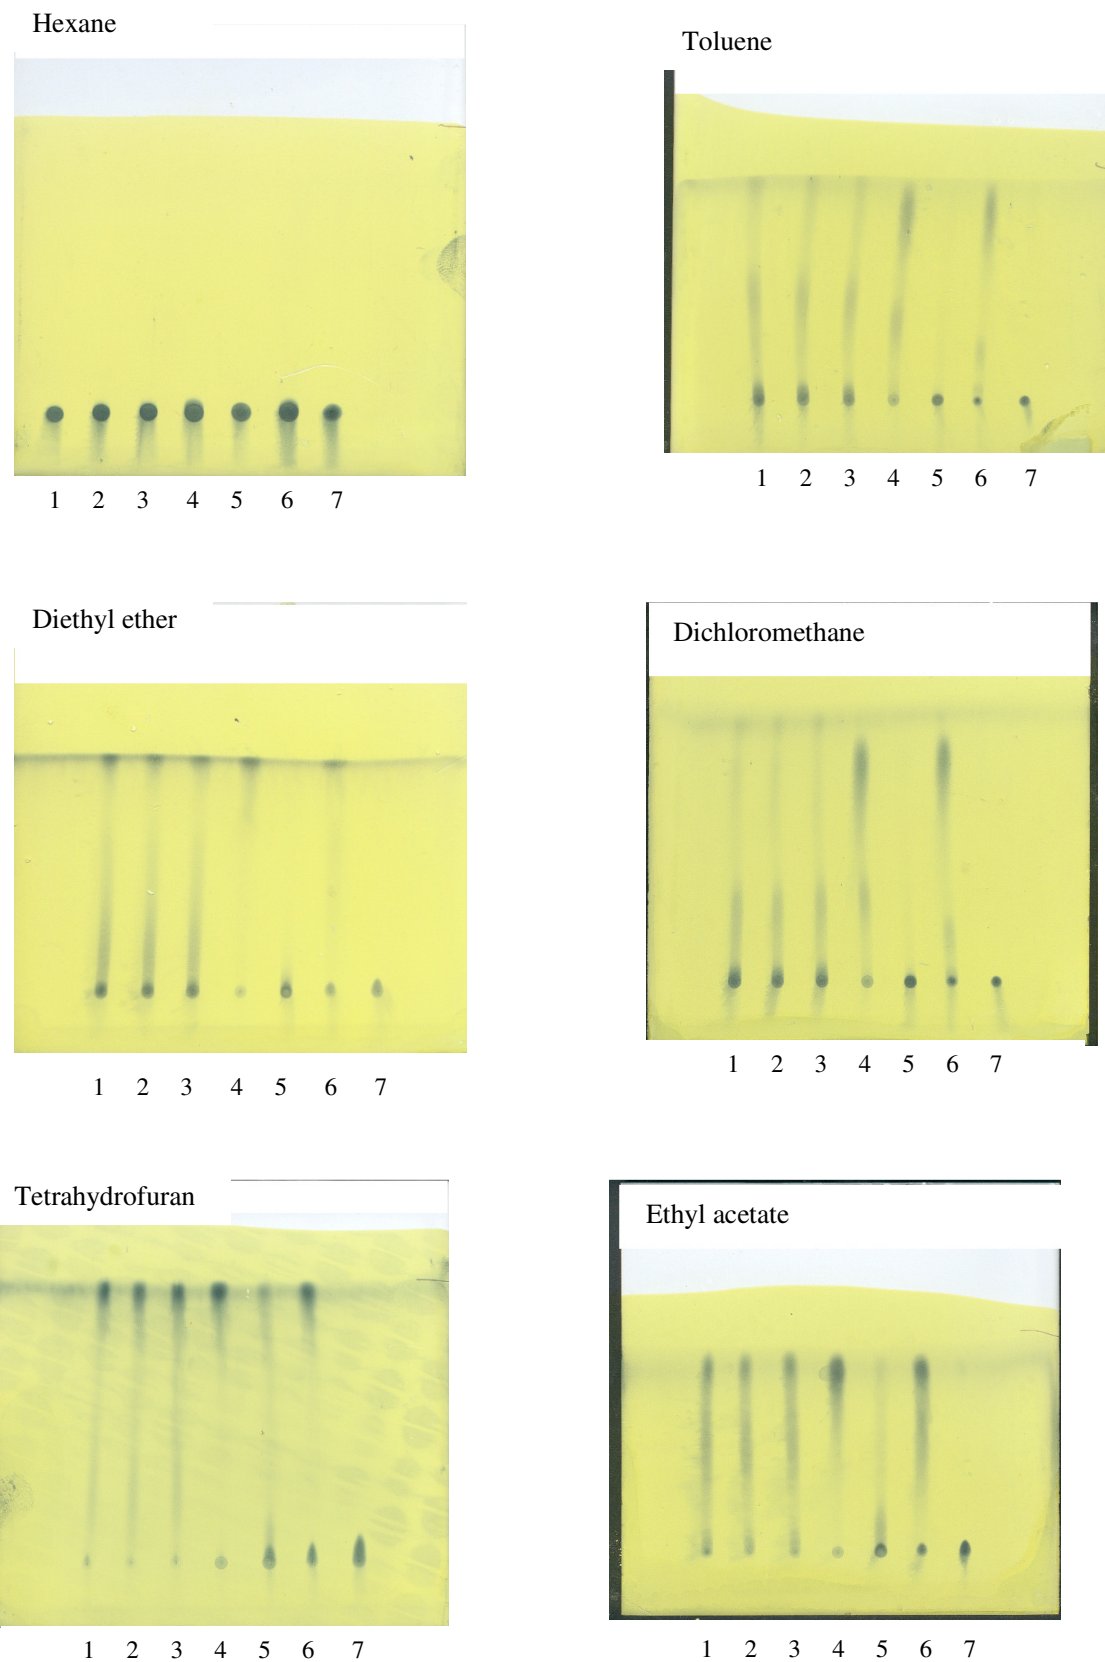 Hexane
Toluene
1 2 3 4 5 6 7
1 2 3 4 5 6 7
Diethyl ether
Dichloromethane
1 2 3 4 5 6 7
1 2 3 4 5 6 7
Tetrahydrofuran
Ethyl acetate
1 2 3 4 5 6 7
1 2 3 4 5 6 7